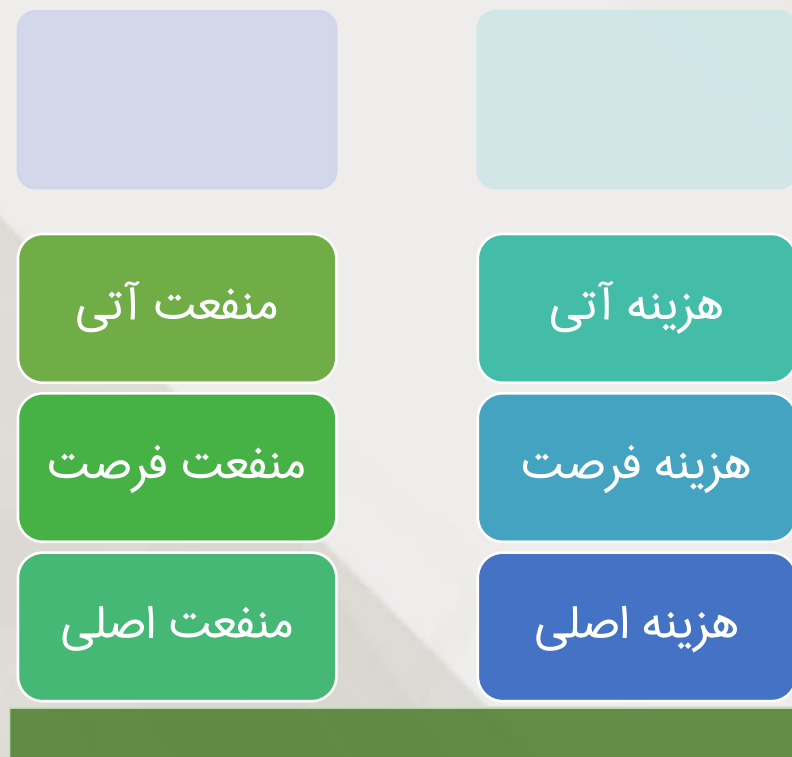 هزینه آتی
منفعت آتی
هزینه فرصت
منفعت فرصت
هزینه اصلی
منفعت اصلی